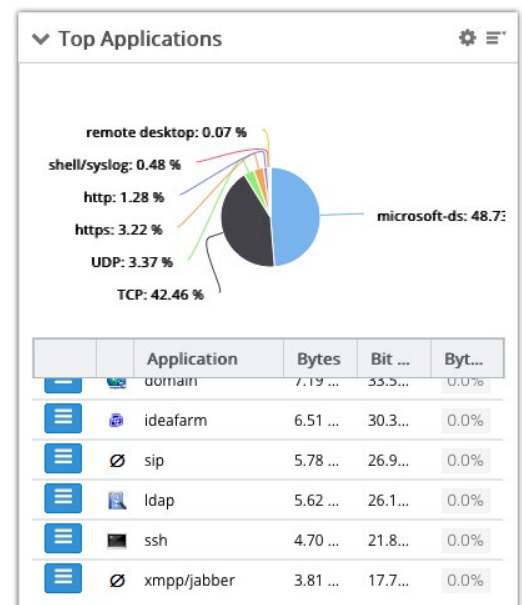 Top Applications
remote desktop: 0.07 %
shell/syslog: 0.48 %
http: 1.28 %
https: 3.22 %
UDP: 3.37 %
TCP: 42.46 %
microsoft-ds: 48.73
Application Bytes Bit ... Byt...
domain 7.19 ... 33.5... 0.0%
ideafarm 6.51 ... 30.3... 0.0%
sip 5.78 ... 26.9... 0.0%
ldap 5.62 ... 26.1... 0.0%
ssh 4.70 ... 21.8... 0.0%
xmpp/jabber 3.81 ... 17.7... 0.0%